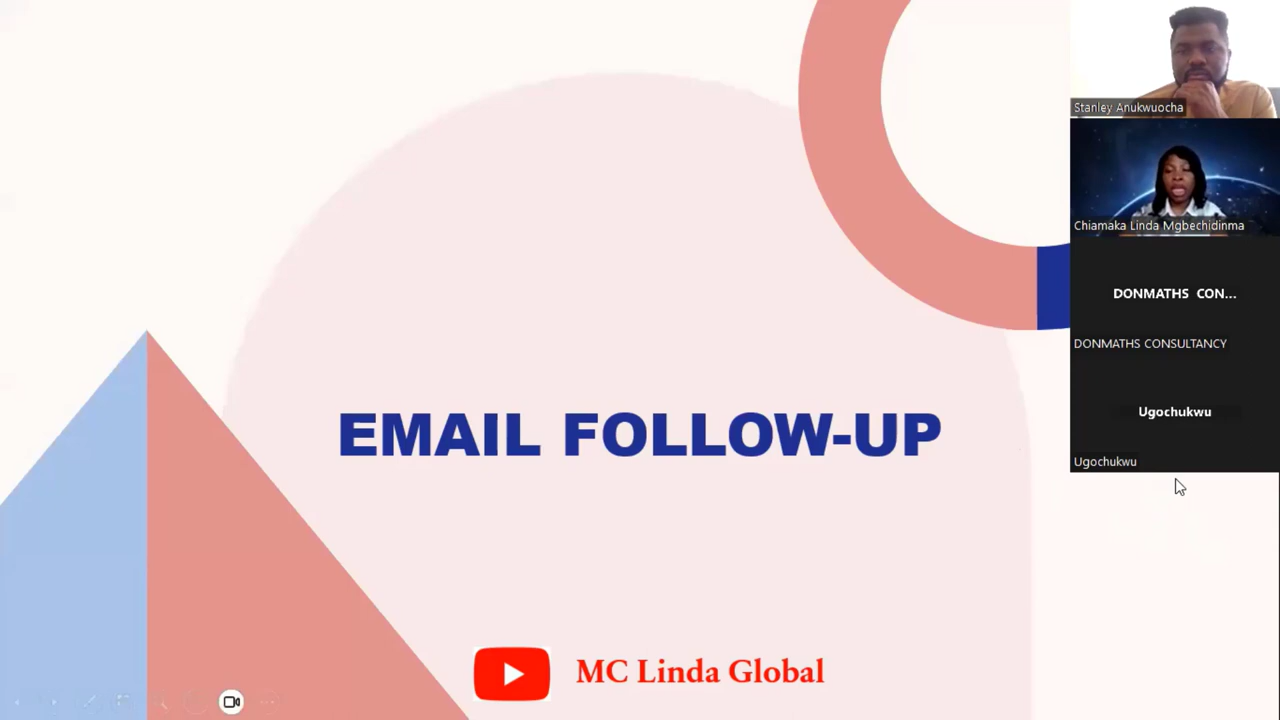 Stanley Anukwuocha
Chiamaka Linda Mgbechidinma
DONMATHS CON...
DONMATHS CONSULTANCY
Ugochukwu
Ugochukwu
EMAIL FOLLOW-UP
MC Linda Global